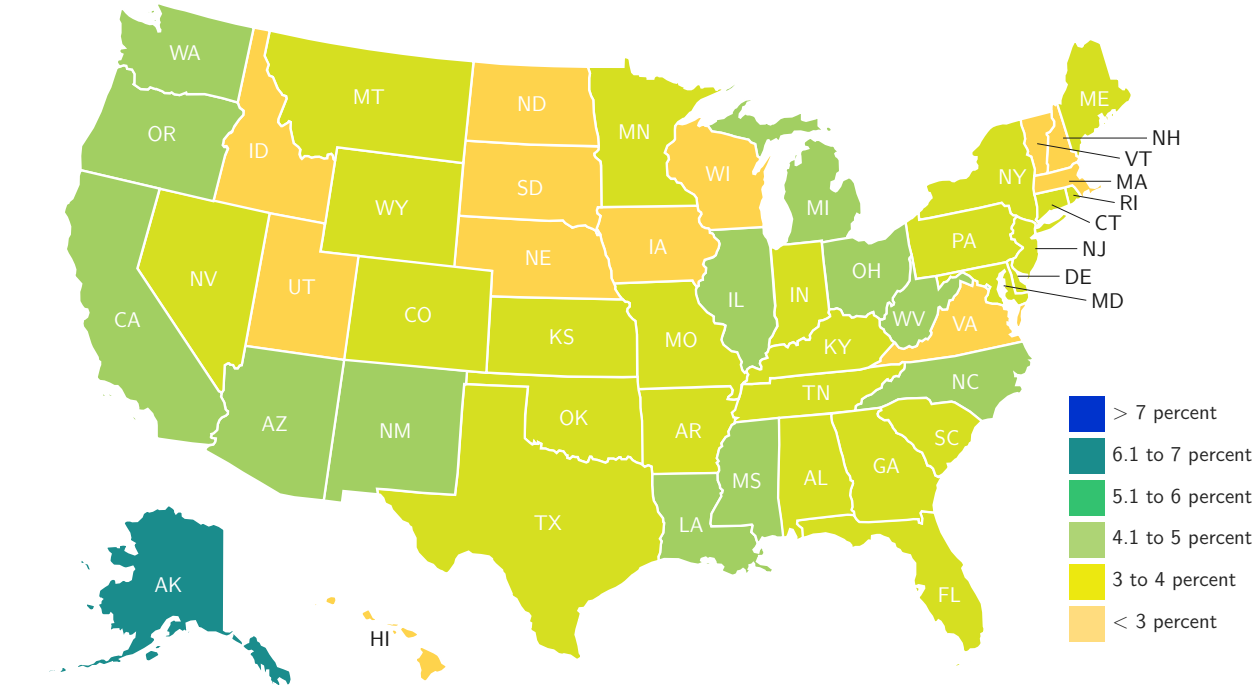 WA
OR
ID
MT
ND
MN
SD
WI
WY
NE
IA
NV
UT
CO
CA
KS
MO
IL
IN
MI
OH
KY
WV
VA
PA
NY
ME
NH
VT
MA
RI
CT
NJ
DE
MD
AZ
NM
OK
AR
TN
NC
SC
TX
LA
MS
AL
GA
FL
AK
HI
> 7 percent
6.1 to 7 percent
5.1 to 6 percent
4.1 to 5 percent
3 to 4 percent
< 3 percent